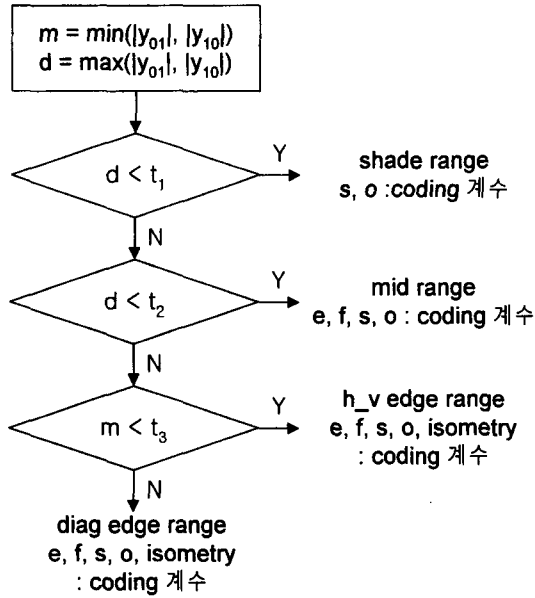 m = min(|y₀₁|, |y₁₀|)
d = max(|y₀₁|, |y₁₀|)
d < t₁
Y
shade range
s, o :coding 계수
N
d < t₂
Y
mid range
e, f, s, o : coding 계수
N
m < t₃
Y
h_v edge range
e, f, s, o, isometry
: coding 계수
N
diag edge range
e, f, s, o, isometry
: coding 계수